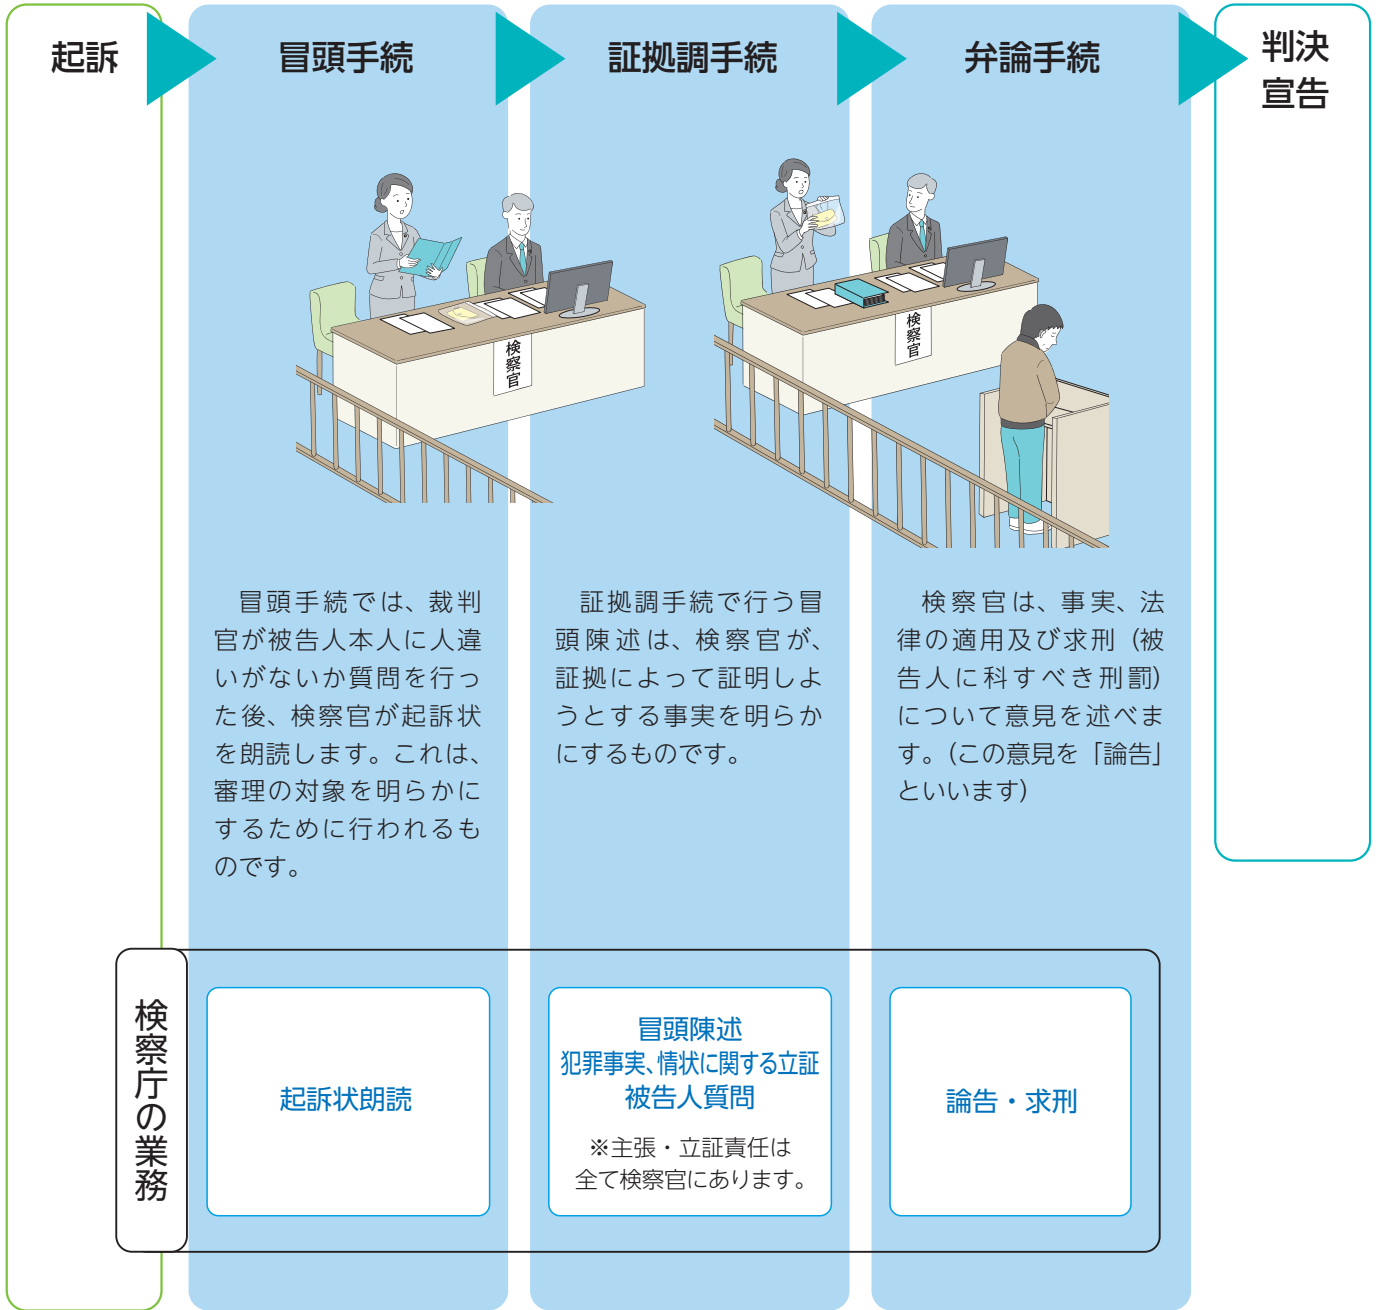 起訴
冒頭手続
証拠調手続
弁論手続
判決
宣告
検察官
検察官
冒頭手続では、裁判
官が被告人本人に人違
いがないか質問を行っ
た後、検察官が起訴状
を朗読します。これは、
審理の対象を明らかに
するために行われるも
のです。
証拠調手続で行う冒
頭陳述は、検察官が、
証拠によって証明しよ
うとする事実を明らか
にするものです。
検察官は、事実、法
律の適用及び求刑（被
告人に科すべき刑罰）
について意見を述べま
す。（この意見を「論告」
といいます）
検察庁の業務
起訴状朗読
冒頭陳述
犯罪事実、情状に関する立証
被告人質問
※主張・立証責任は
全て検察官にあります。
論告・求刑